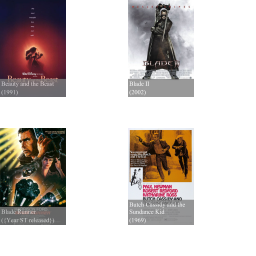 Beauty and the Beast
(1991)
BLADE II
Blade II
(2002)
Blade Runner
((Year ST released))
PAUL NEWMAN
ROBERT REDFORD
KATHARINE ROSS
BUTCH CASSIDY AND
Butch Cassidy and the
Sundance Kid
(1969)